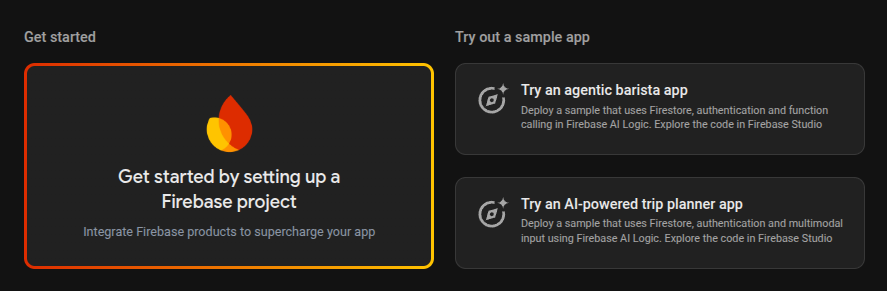 Get started
Get started by setting up a
Firebase project
Integrate Firebase products to supercharge your app
Try out a sample app
Try an agentic barista app
Deploy a sample that uses Firestore, authentication and function
calling in Firebase AI Logic. Explore the code in Firebase Studio
Try an AI-powered trip planner app
Deploy a sample that uses Firestore, authentication and multimodal
input using Firebase AI Logic. Explore the code in Firebase Studio